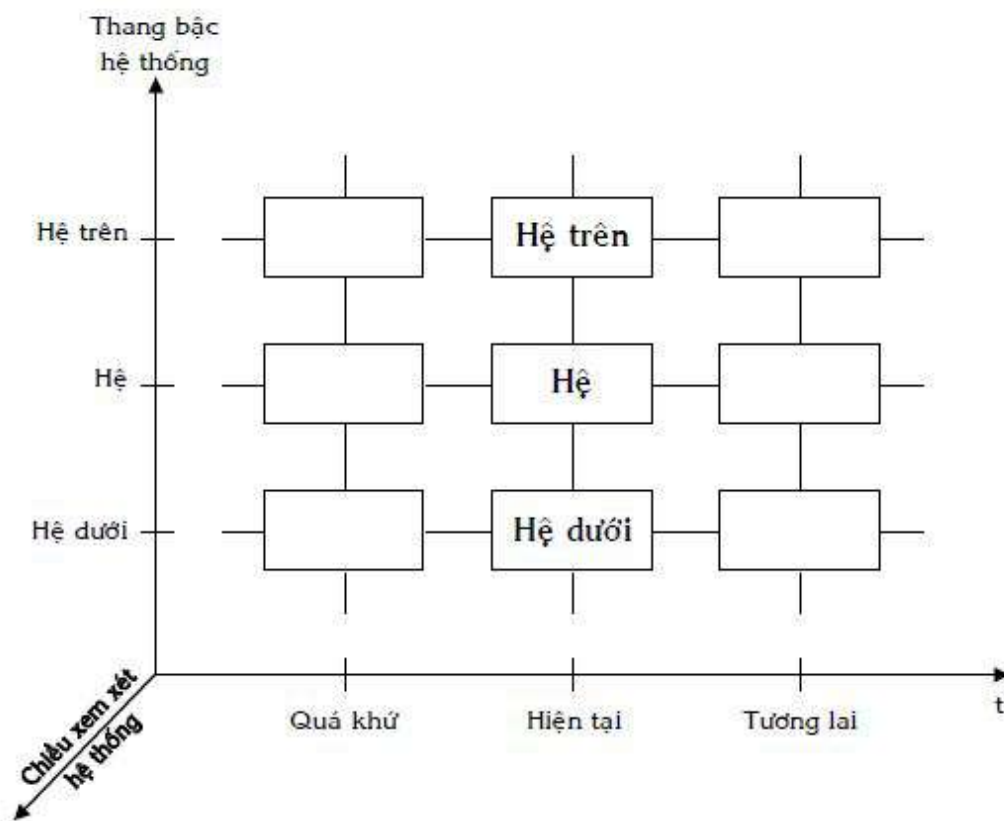 Thang bậc
hệ thống
Hệ trên
Hệ trên
Hệ
Hệ
Hệ dưới
Hệ dưới
Chiều xem xét
hệ thống
Quá khứ
Hiện tại
Tương lai
t